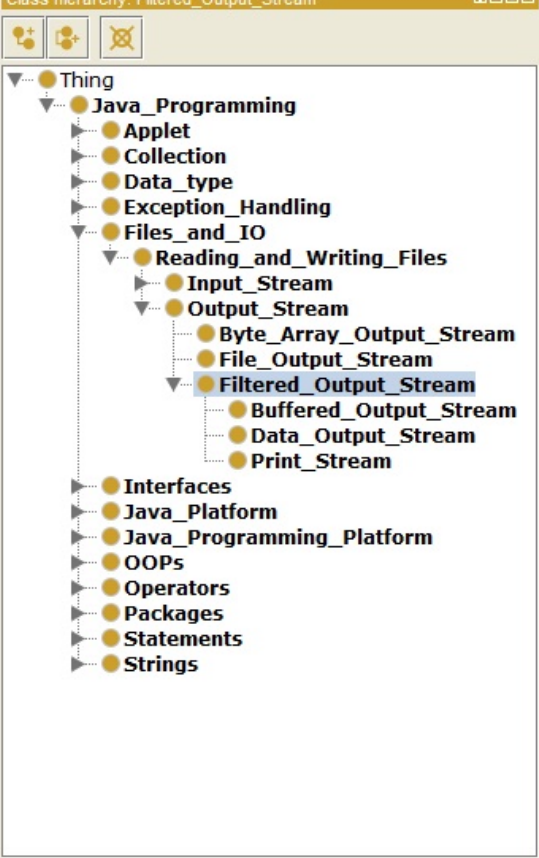 Class hierarchy: Filtered_Output_Stream
Thing
Java_Programming
Applet
Collection
Data_type
Exception_Handling
Files_and_IO
Reading_and_Writing_Files
Input_Stream
Output_Stream
Byte_Array_Output_Stream
File_Output_Stream
Filtered_Output_Stream
Buffered_Output_Stream
Data_Output_Stream
Print_Stream
Interfaces
Java_Platform
Java_Programming_Platform
OOPs
Operators
Packages
Statements
Strings